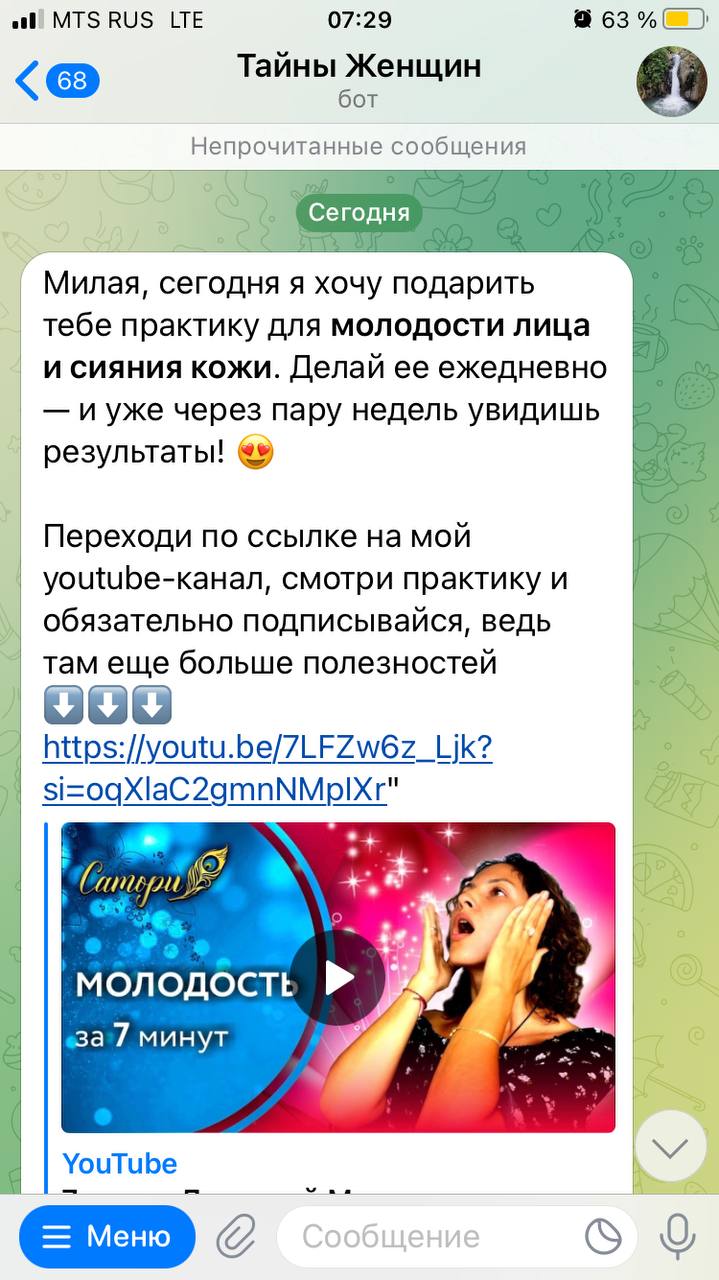 MTS RUS LTE 07:29 63 %
68 Тайны Женщин
бот
Непрочитанные сообщения
Сегодня
Милая, сегодня я хочу подарить
тебе практику для молодости лица
и сияния кожи. Делай ее ежедневно
— и уже через пару недель увидишь
результаты! 😍
Переходи по ссылке на мой
youtube-канал, смотри практику и
обязательно подписывайся, ведь
там еще больше полезностей
⬇️⬇️⬇️
https://youtu.be/7LFZw6z_Ljk?
si=oqXlaC2gmnNMpIXr"
Сатори
МОЛОДОСТЬ
за 7 минут
YouTube
Меню Сообщение